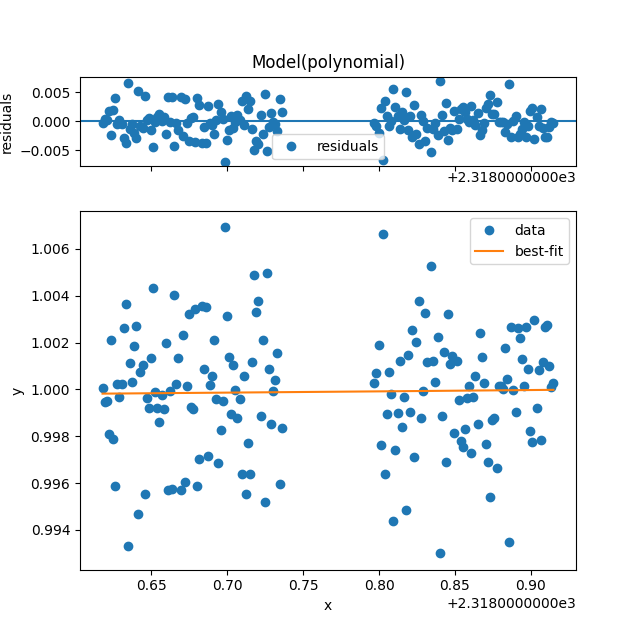 Model(polynomial)
residuals
0.005
0.000
−0.005
residuals
+2.3180000000e3
y
1.006
1.004
1.002
1.000
0.998
0.996
0.994
data
best-fit
0.65 0.70 0.75 0.80 0.85 0.90
x
+2.3180000000e3